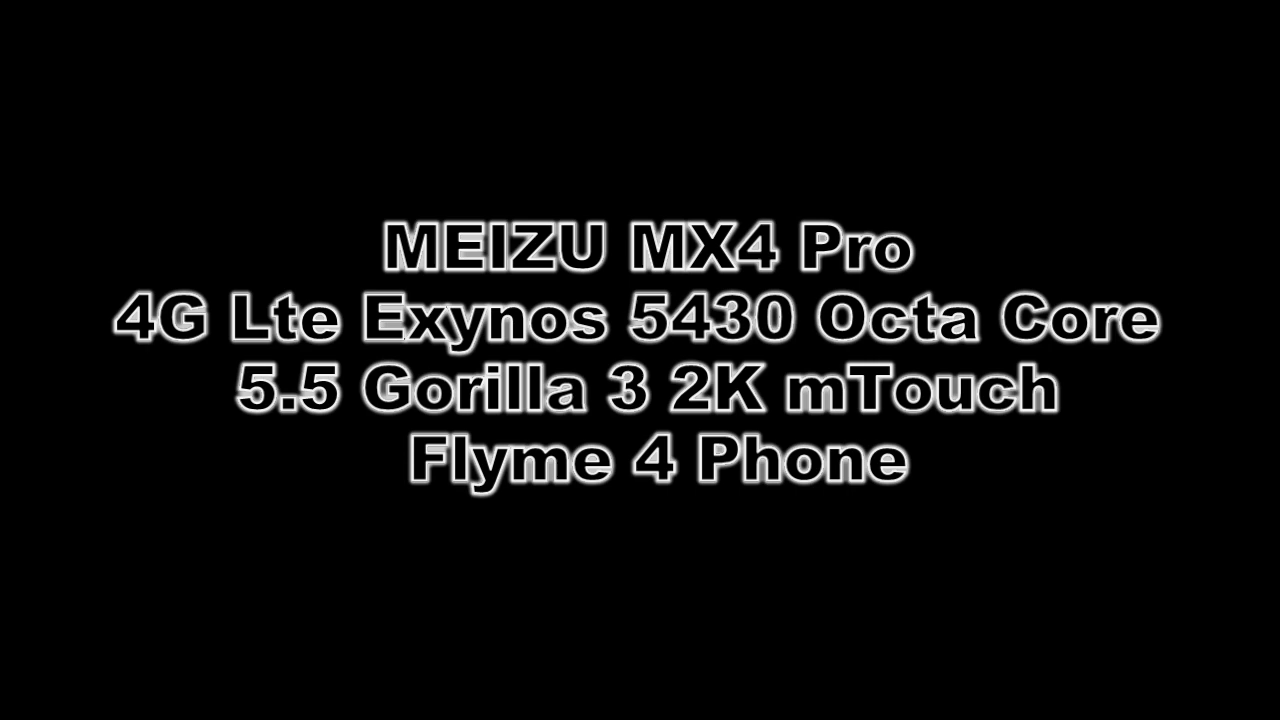 MEIZU MX4 Pro
4G Lte Exynos 5430 Octa Core
5.5 Gorilla 3 2K mTouch
Flyme 4 Phone